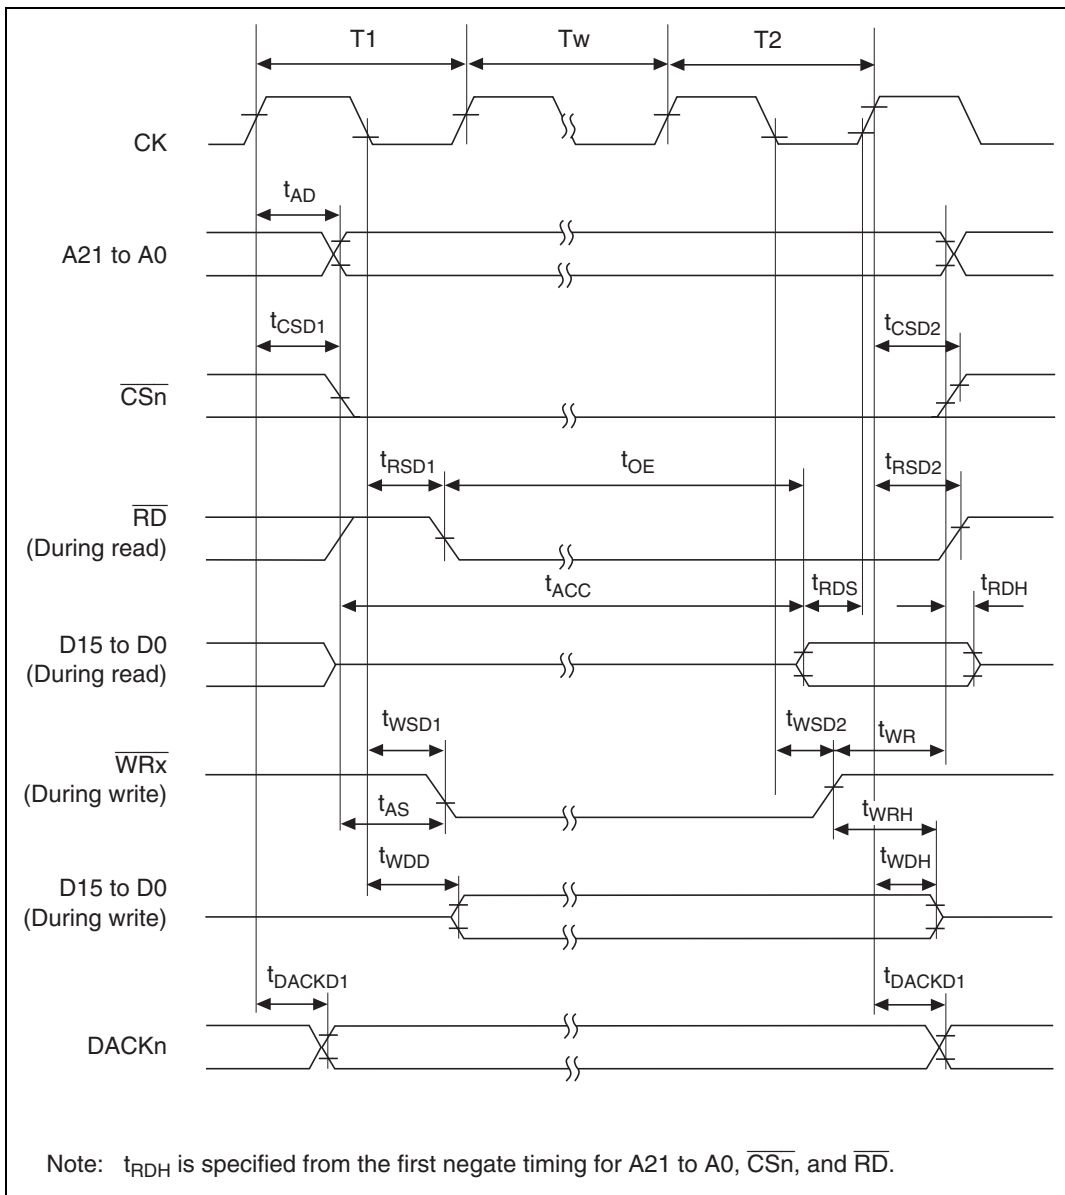 T1 Tw T2
CK
tAD
A21 to A0
tCSD1 tCSD2
CSn
tRSD1 tOE tRSD2
RD
(During read)
tACC tRDS tRDH
D15 to D0
(During read)
tWSD1 tWSD2 tWR
WRx
(During write)
tAS tWRH
tWDD tWDH
D15 to D0
(During write)
tDACKD1 tDACKD1
DACKn
Note: tRDH is specified from the first negate timing for A21 to A0, CSn, and RD.